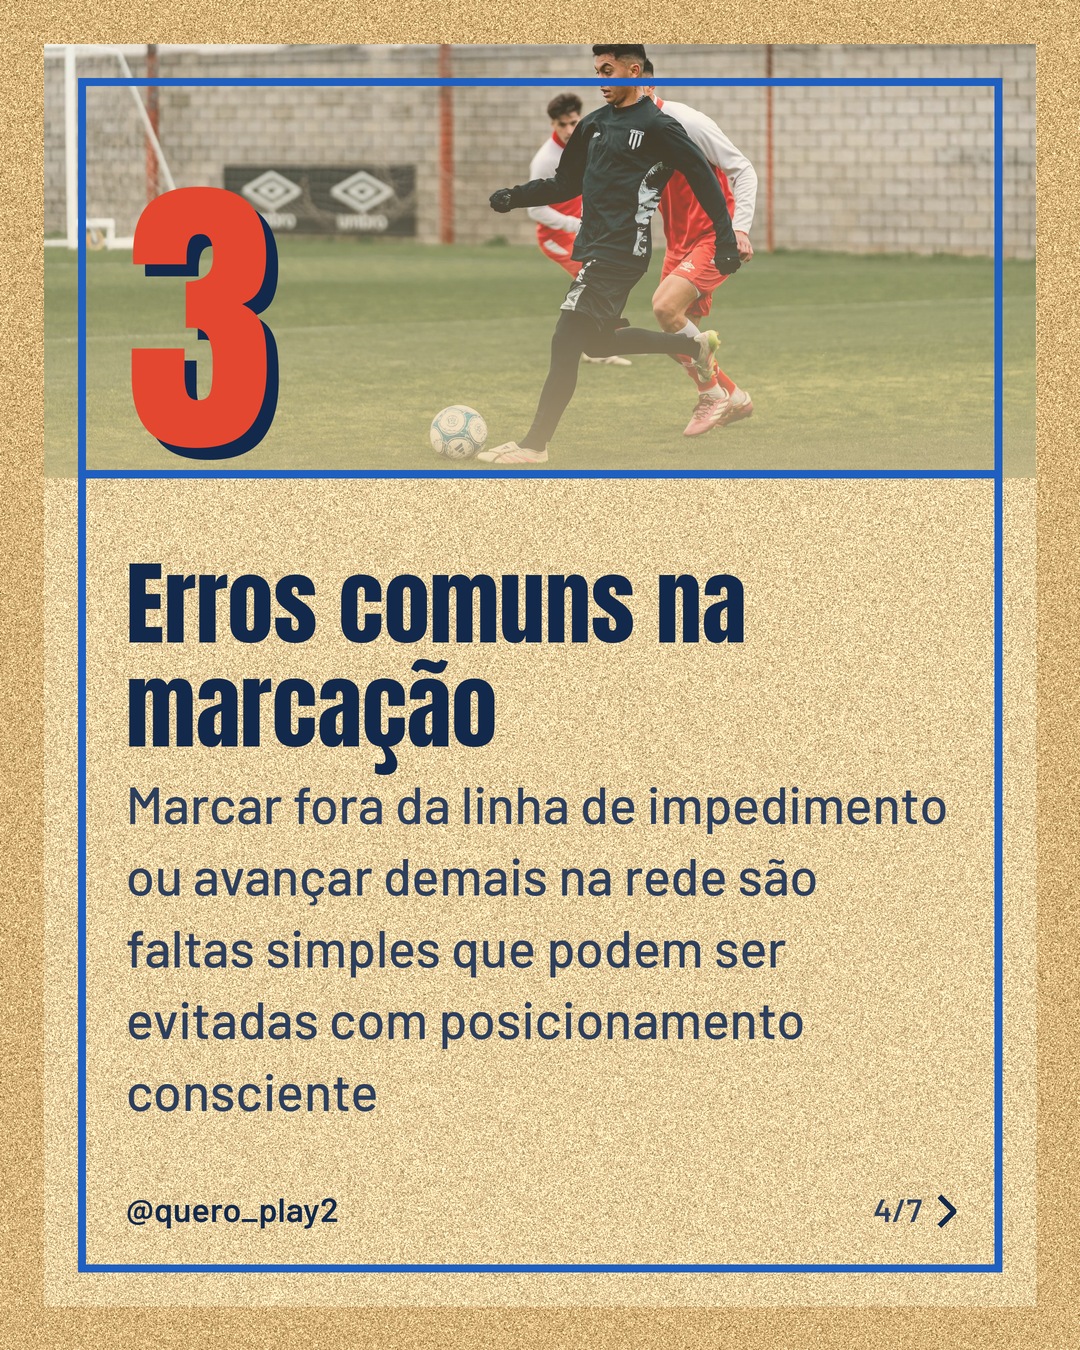 umbro
3
Erros comuns na
marcação
Marcar fora da linha de impedimento
ou avançar demais na rede são
faltas simples que podem ser
evitadas com posicionamento
consciente
@quero_play2
4/7